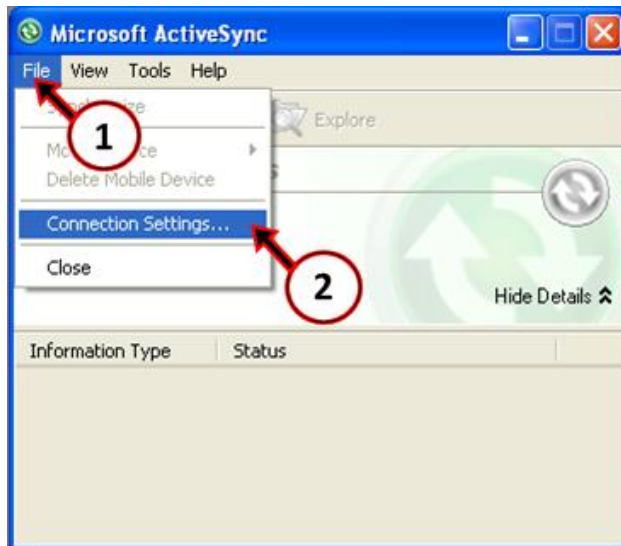 Microsoft ActiveSync
File View Tools Help
Explore
1
Delete Mobile Device
Connection Settings...
2
Close
Hide Details
Information Type Status